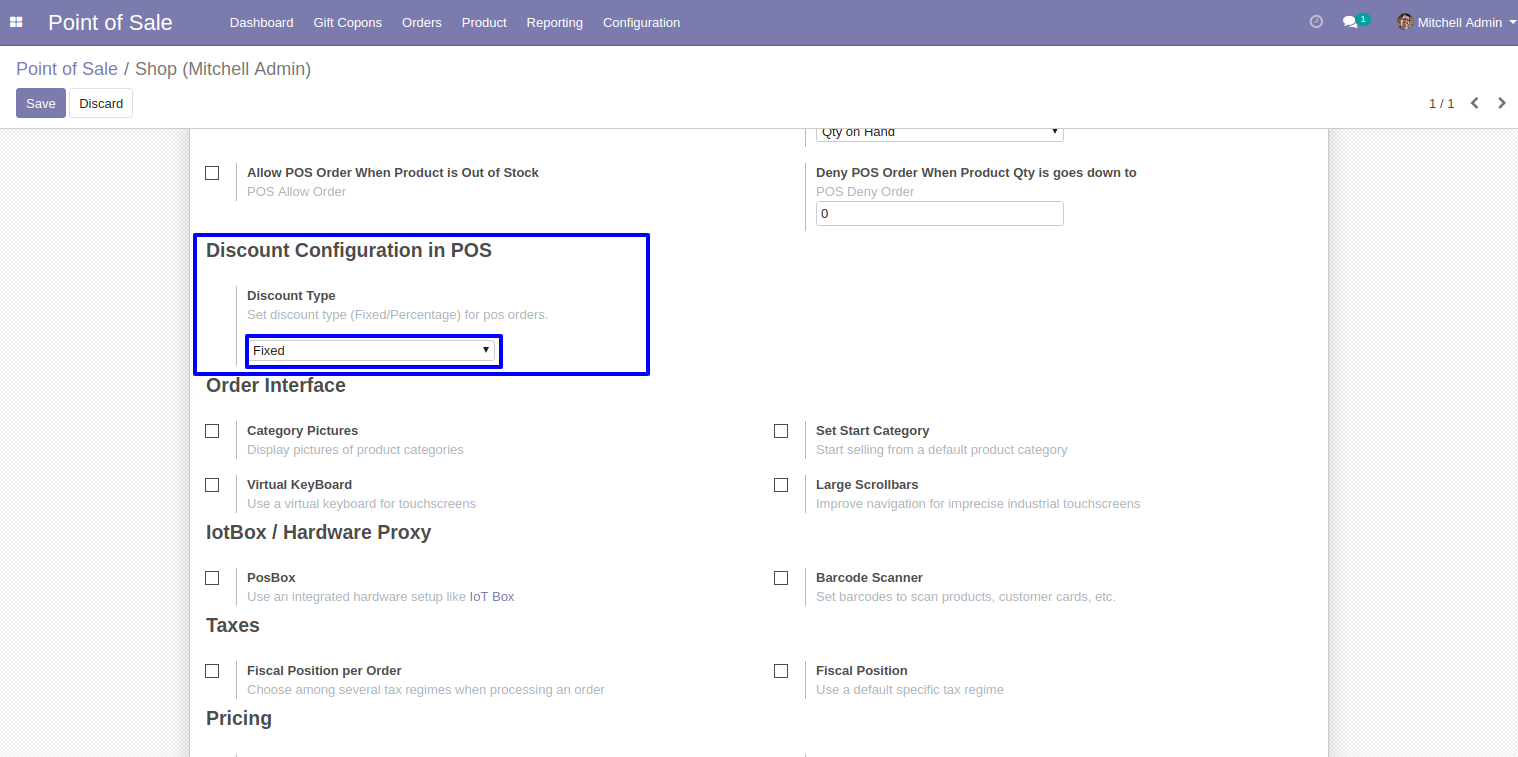 Point of Sale Dashboard Gift Copons Orders Product Reporting Configuration 1 Mitchell Admin
Point of Sale / Shop (Mitchell Admin)
Save Discard 1 / 1
Qty on Hand
Allow POS Order When Product is Out of Stock Deny POS Order When Product Qty is goes down to
POS Allow Order POS Deny Order
0
Discount Configuration in POS
Discount Type
Set discount type (Fixed/Percentage) for pos orders.
Fixed
Order Interface
Category Pictures Set Start Category
Display pictures of product categories Start selling from a default product category
Virtual KeyBoard Large Scrollbars
Use a virtual keyboard for touchscreens Improve navigation for imprecise industrial touchscreens
IotBox / Hardware Proxy
PosBox Barcode Scanner
Use an integrated hardware setup like IoT Box Set barcodes to scan products, customer cards, etc.
Taxes
Fiscal Position per Order Fiscal Position
Choose among several tax regimes when processing an order Use a default specific tax regime
Pricing